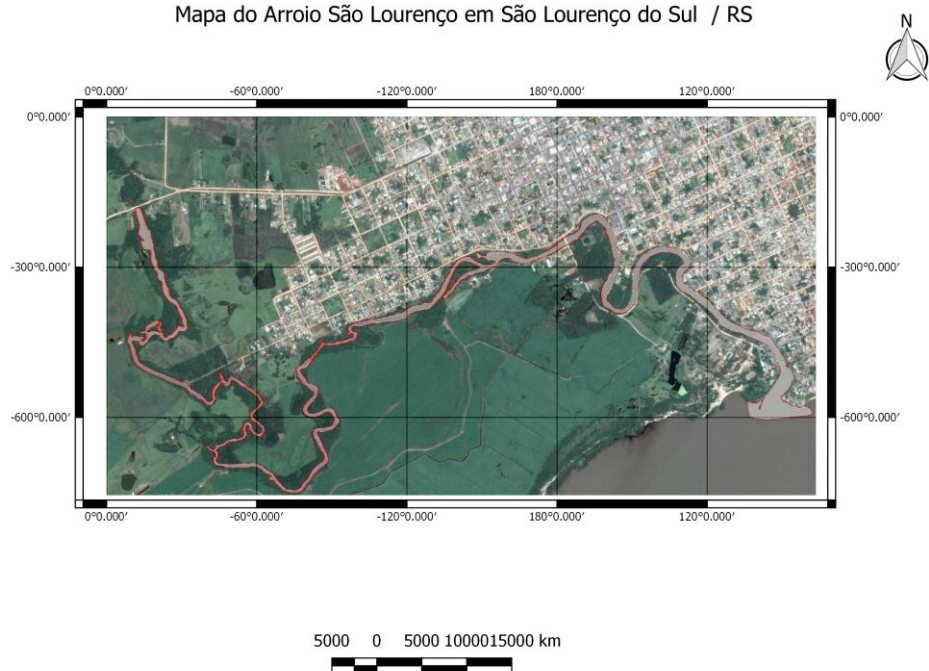 Mapa do Arroio São Lourenço em São Lourenço do Sul / RS
N
0°0.000′ -60°0.000′ -120°0.000′ 180°0.000′ 120°0.000′
0°0.000′ 0°0.000′
-300°0.000′ -300°0.000′
-600°0.000′ -600°0.000′
0°0.000′ -60°0.000′ -120°0.000′ 180°0.000′ 120°0.000′
5000 0 5000 1000015000 km